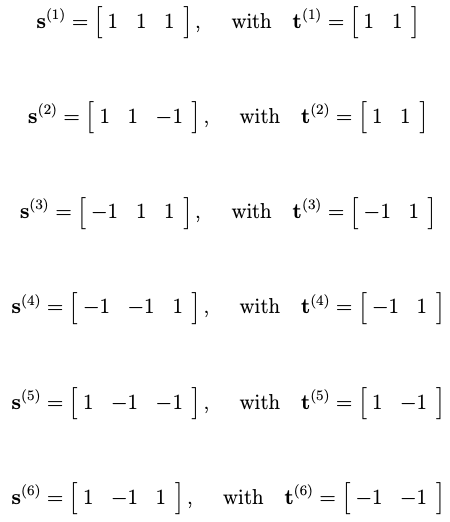 s⁽¹⁾ = [ 1 1 1 ], with t⁽¹⁾ = [ 1 1 ]
s⁽²⁾ = [ 1 1 −1 ], with t⁽²⁾ = [ 1 1 ]
s⁽³⁾ = [ −1 1 1 ], with t⁽³⁾ = [ −1 1 ]
s⁽⁴⁾ = [ −1 −1 1 ], with t⁽⁴⁾ = [ −1 1 ]
s⁽⁵⁾ = [ 1 −1 −1 ], with t⁽⁵⁾ = [ 1 −1 ]
s⁽⁶⁾ = [ 1 −1 1 ], with t⁽⁶⁾ = [ −1 −1 ]